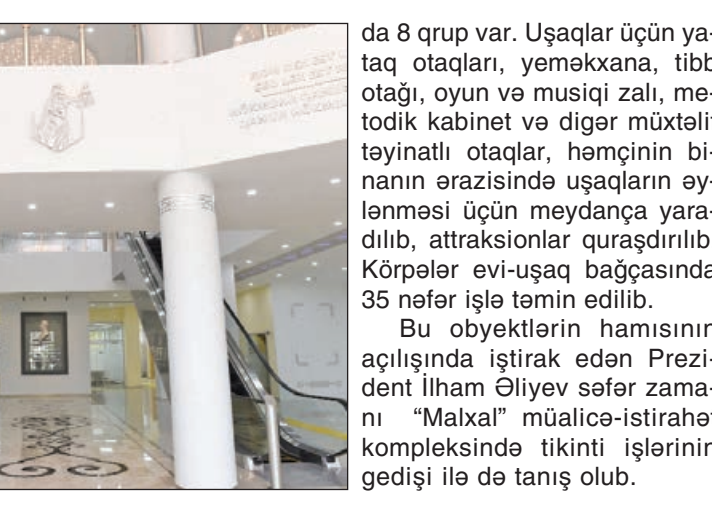 da 8 qrup var. Uşaqlar üçün ya-
taq otaqları, yeməkxana, tibb
otağı, oyun və musiqi zalı, me-
todik kabinet və digər müxtəlif
təyinatlı otaqlar, həmçinin bi-
nanın ərazisində uşaqların əy-
lənməsi üçün meydança yara-
dılıb, attraksionlar quraşdırılıb.
Körpələr evi-uşaq bağçasında
35 nəfər işlə təmin edilib.
Bu obyektlərin hamısının
açılışında iştirak edən Prezi-
dent İlham Əliyev səfər zama-
nı “Malxal” müalicə-istirahət
kompleksində tikinti işlərinin
gedişi ilə də tanış olub.